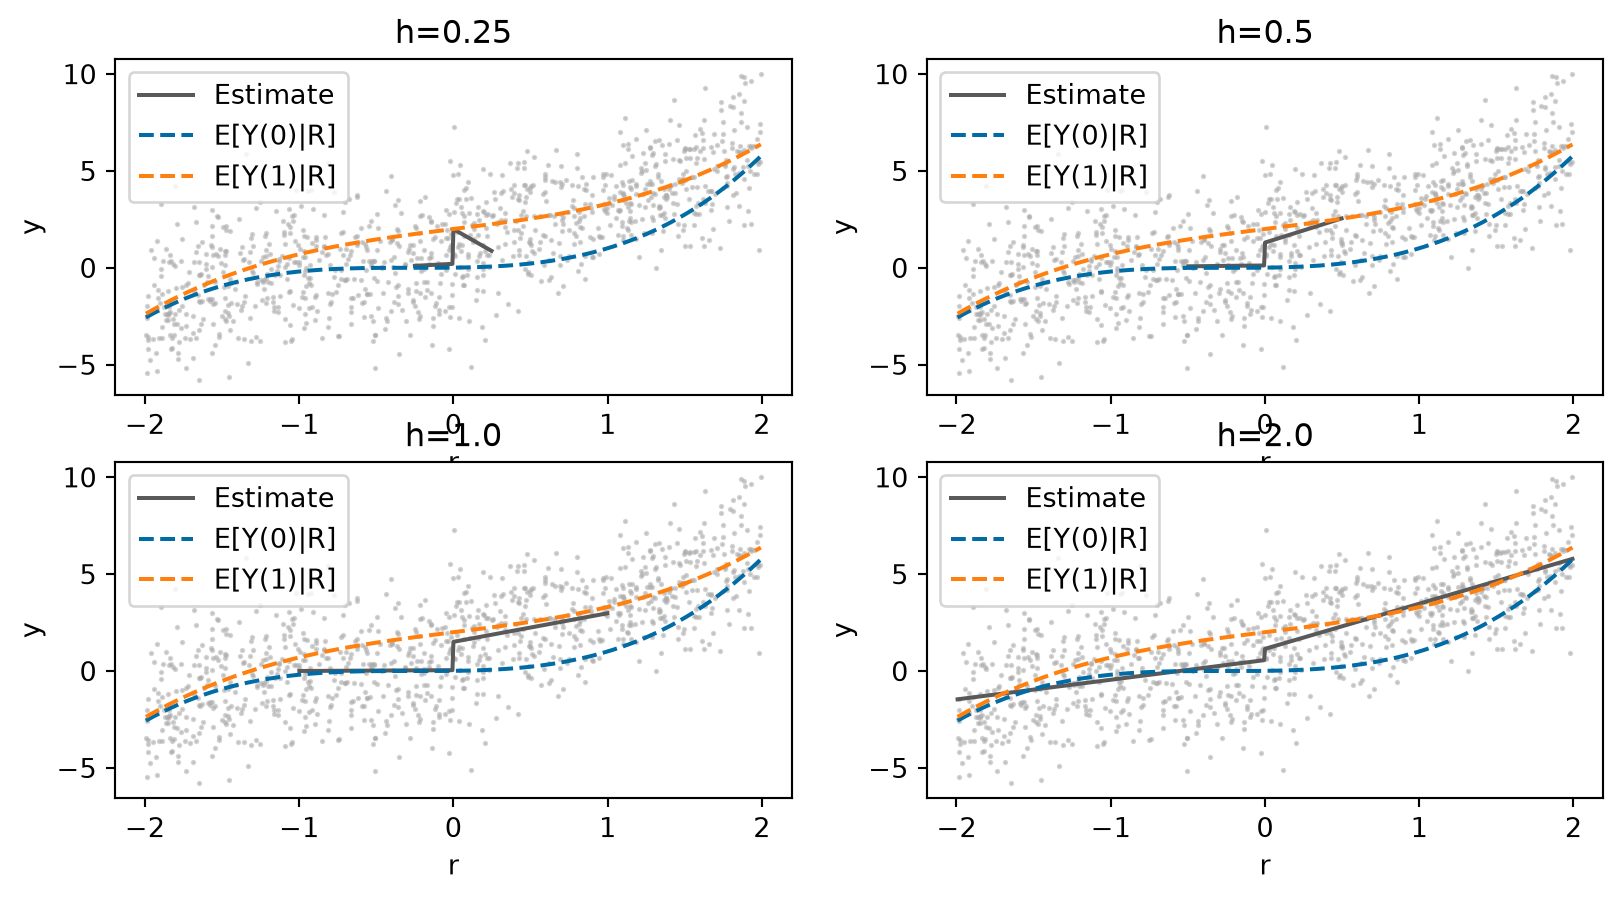 h=0.25
10
5
0
−5
y
Estimate
E[Y(0)|R]
E[Y(1)|R]
−2 −1 0 1 2
r
h=0.5
10
5
0
−5
y
Estimate
E[Y(0)|R]
E[Y(1)|R]
−2 −1 0 1 2
r
h=1.0
10
5
0
−5
y
Estimate
E[Y(0)|R]
E[Y(1)|R]
−2 −1 0 1 2
r
h=2.0
10
5
0
−5
y
Estimate
E[Y(0)|R]
E[Y(1)|R]
−2 −1 0 1 2
r